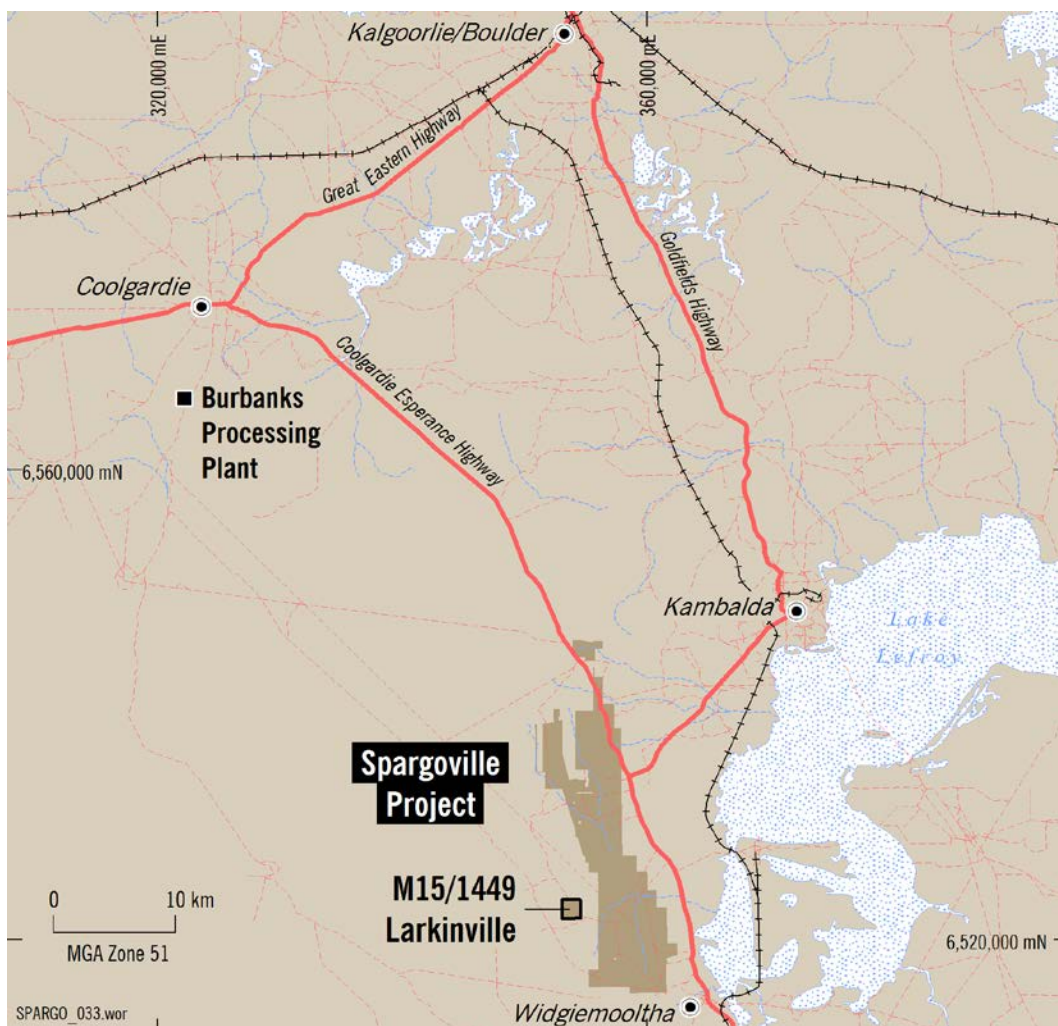 Kalgoorlie/Boulder
320,000 mE
360,000 mE
Great Eastern Highway
Goldfields Highway
Coolgardie
Coolgardie Esperance Highway
Burbanks
Processing
Plant
6,560,000 mN
Kambalda
Lake
Lefroy
Spargoville
Project
M15/1449
Larkinville
0 10 km
MGA Zone 51
6,520,000 mN
Widgiemooltha
SPARGO_033.wor